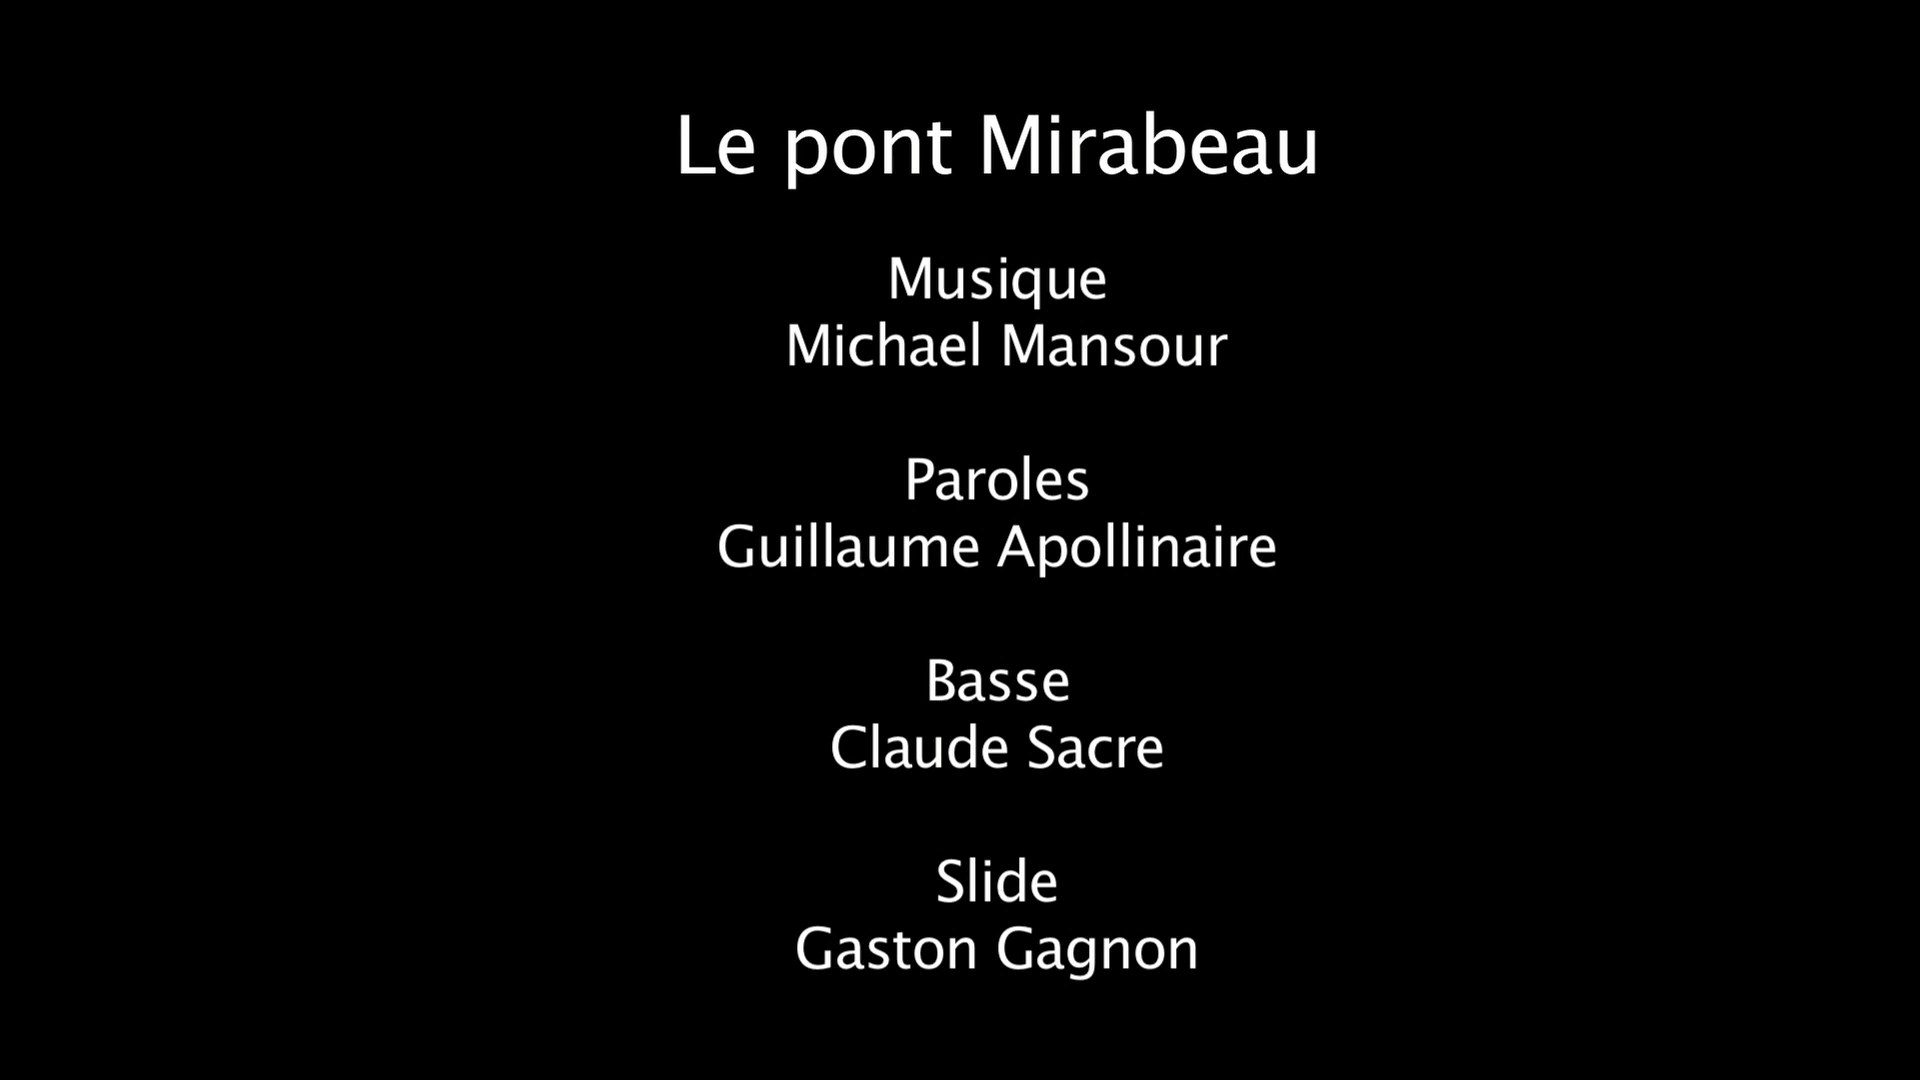 Le pont Mirabeau
Musique
Michael Mansour
Paroles
Guillaume Apollinaire
Basse
Claude Sacre
Slide
Gaston Gagnon